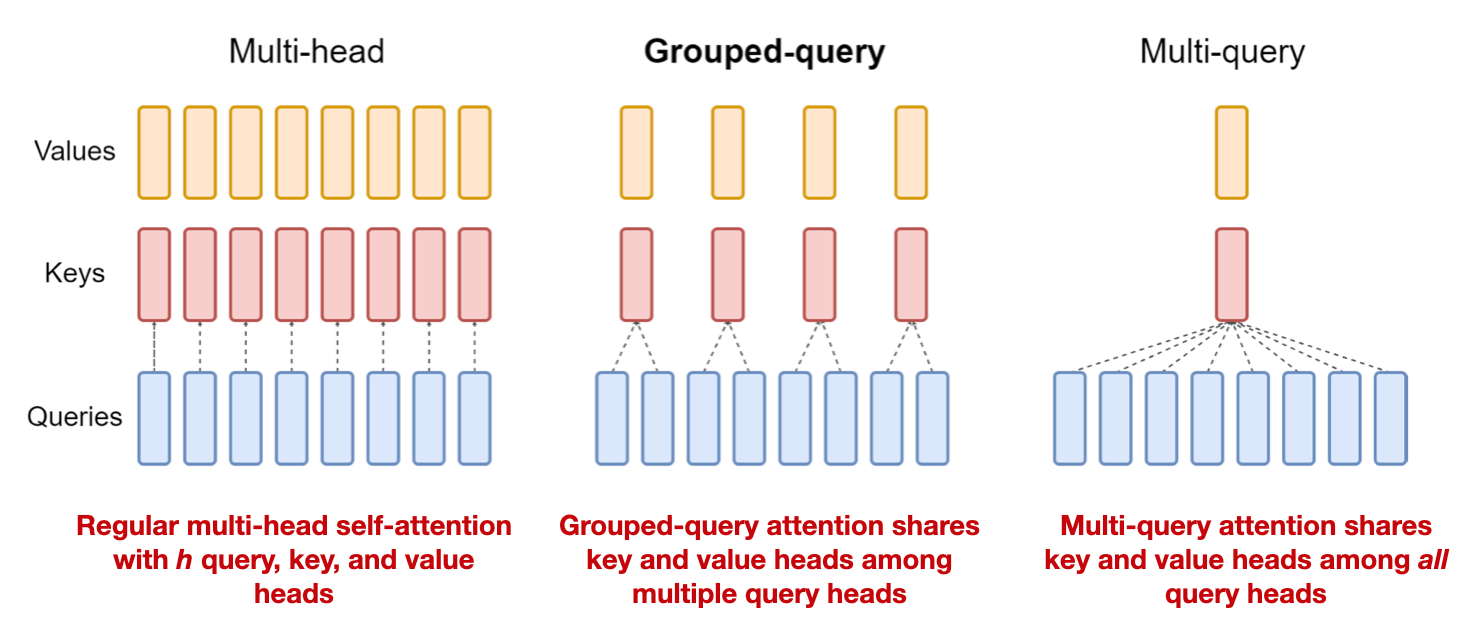 Multi-head
Grouped-query
Multi-query
Values
Keys
Queries
Regular multi-head self-attention
with h query, key, and value
heads
Grouped-query attention shares
key and value heads among
multiple query heads
Multi-query attention shares
key and value heads among all
query heads